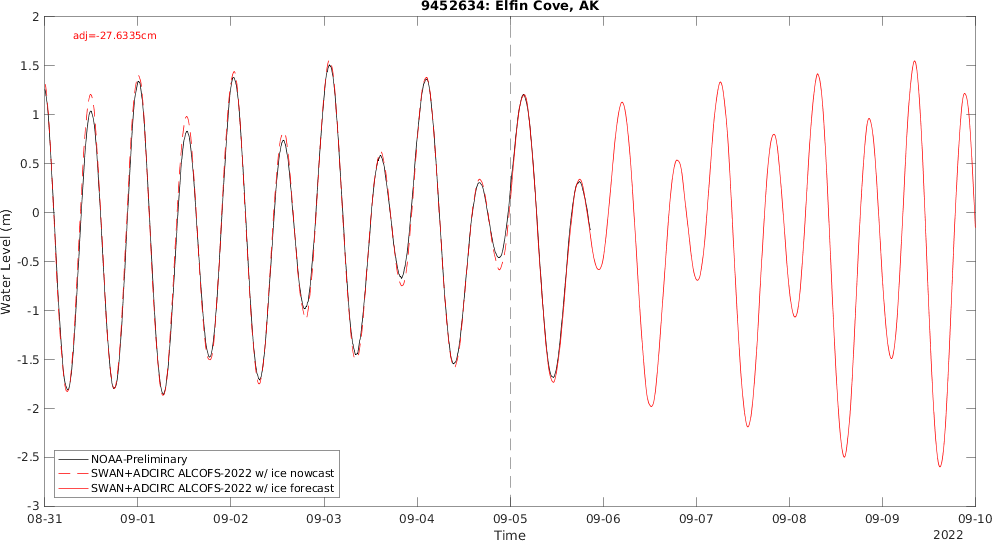 9452634: Elfin Cove, AK
adj=-27.6335cm
2
1.5
1
0.5
0
-0.5
-1
-1.5
-2
-2.5
-3
Water Level (m)
NOAA-Preliminary
SWAN+ADCIRC ALCOFS-2022 w/ ice nowcast
SWAN+ADCIRC ALCOFS-2022 w/ ice forecast
08-31 09-01 09-02 09-03 09-04 09-05 09-06 09-07 09-08 09-09 09-10
Time
2022